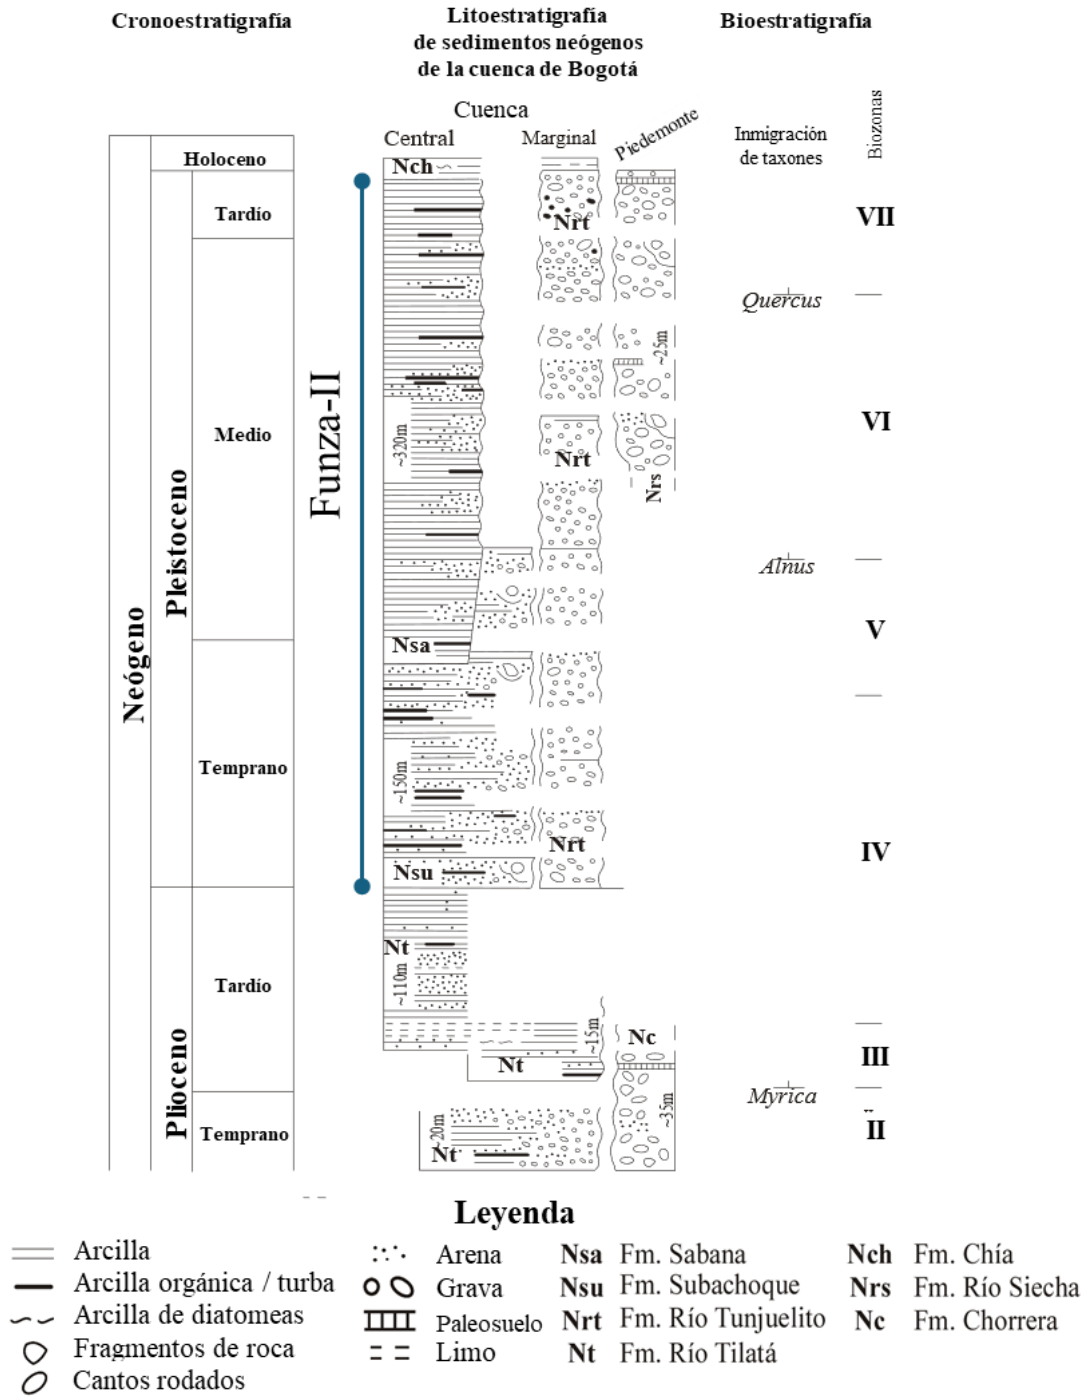 Cronoestratigrafía
Litoestratigrafía
de sedimentos neógenos
de la cuenca de Bogotá
Bioestratigrafía
Cuenca
Central
Marginal
Piedemonte
Inmigración
de taxones
Biozonas
Holoceno
Nch
Tardío
Nrt
VII
Quercus
Funza-II
~25m
Medio
~320m
Nrt
VI
Nrs
Pleistoceno
Alnus
Neógeno
V
Nsa
Temprano
~150m
Nrt
IV
Nsu
Nt
Tardío
~110m
~15m
Nc
Nt
III
Plioceno
Myrica
~35m
Temprano
~20m
Nt
II
Leyenda
Arcilla
Arcilla orgánica / turba
Arcilla de diatomeas
Fragmentos de roca
Cantos rodados
Arena
Grava
Paleosuelo
Limo
Nsa Fm. Sabana
Nsu Fm. Subachoque
Nrt Fm. Río Tunjuelito
Nt Fm. Río Tilatá
Nch Fm. Chía
Nrs Fm. Río Siecha
Nc Fm. Chorrera